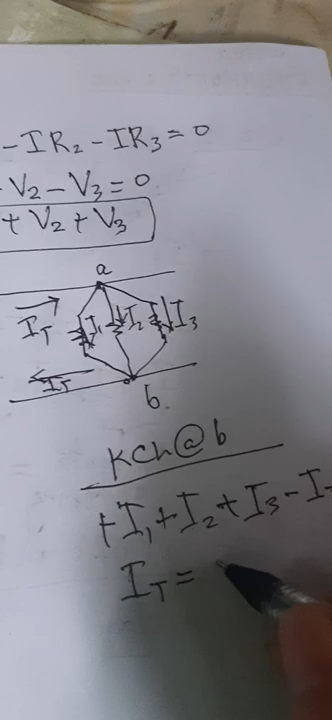 -IR₂-IR₃=0
V₂-V₃=0
+V₂+V₃
a
I_T I₁ I₂ I₃
I_T
b.
KCL@b
+I₁+I₂+I₃-I
I_T=